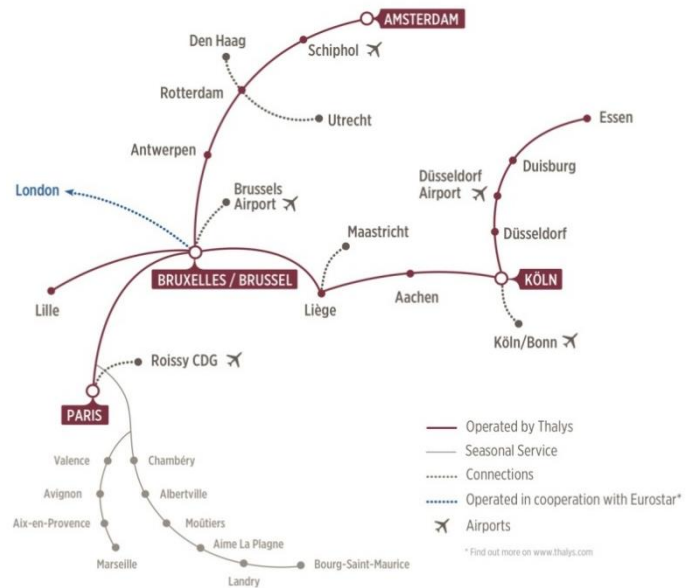 AMSTERDAM
Den Haag
Schiphol
Rotterdam
Utrecht
Essen
Antwerpen
Duisburg
Düsseldorf
Airport
London
Brussels
Airport
Maastricht
Düsseldorf
BRUXELLES / BRUSSEL
KÖLN
Lille
Liège
Aachen
Köln/Bonn
Roissy CDG
PARIS
Operated by Thalys
Seasonal Service
Connections
Operated in cooperation with Eurostar*
Airports
* Find out more on www.thalys.com
Valence
Chambéry
Avignon
Albertville
Aix-en-Provence
Moûtiers
Marseille
Aime La Plagne
Landry
Bourg-Saint-Maurice